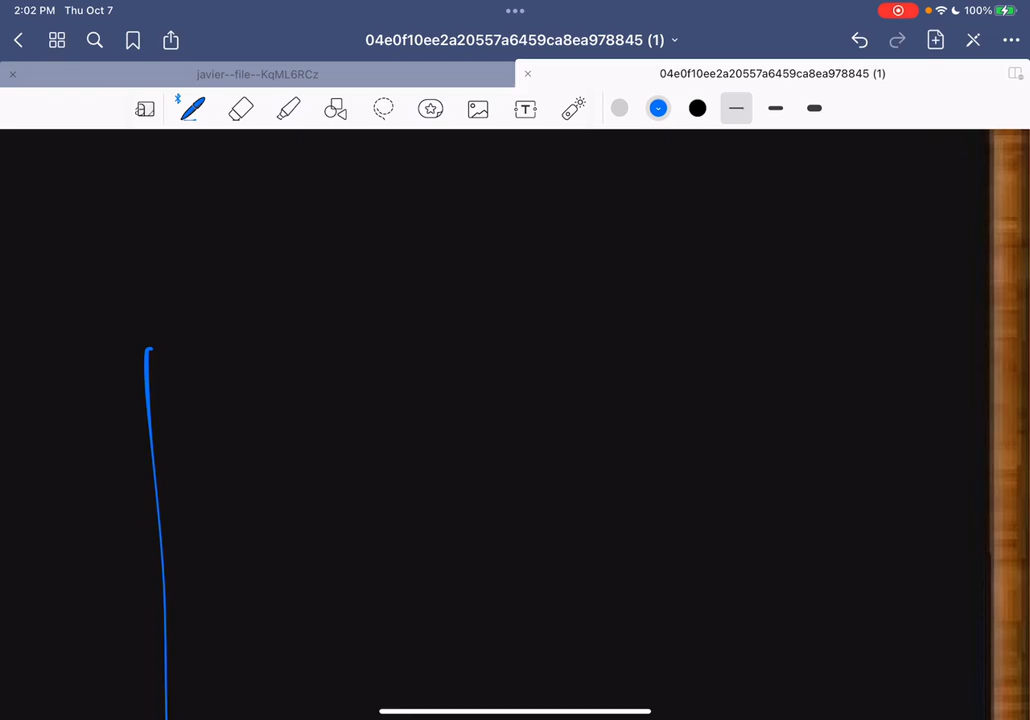 2:02 PM Thu Oct 7
100%
04e0f10ee2a20557a6459ca8ea978845 (1)
javier--file--KqML6RCz
04e0f10ee2a20557a6459ca8ea978845 (1)
T